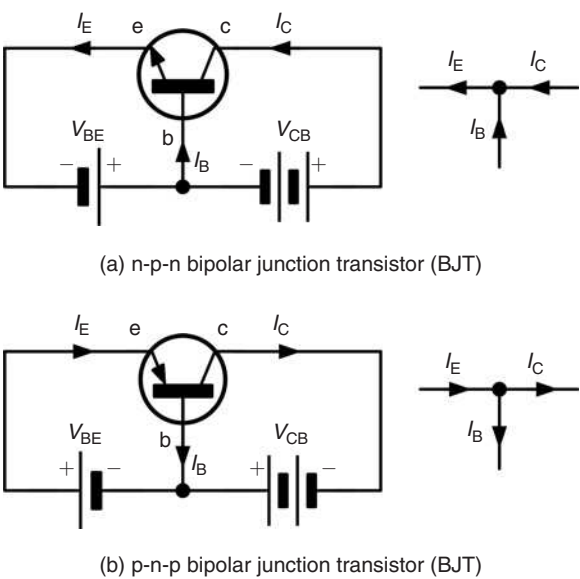 I_E e c I_C
I_E I_C
V_BE b I_B V_CB
I_B
− + − +
(a) n-p-n bipolar junction transistor (BJT)
I_E e c I_C
I_E I_C
V_BE b I_B V_CB
I_B
+ − + −
(b) p-n-p bipolar junction transistor (BJT)